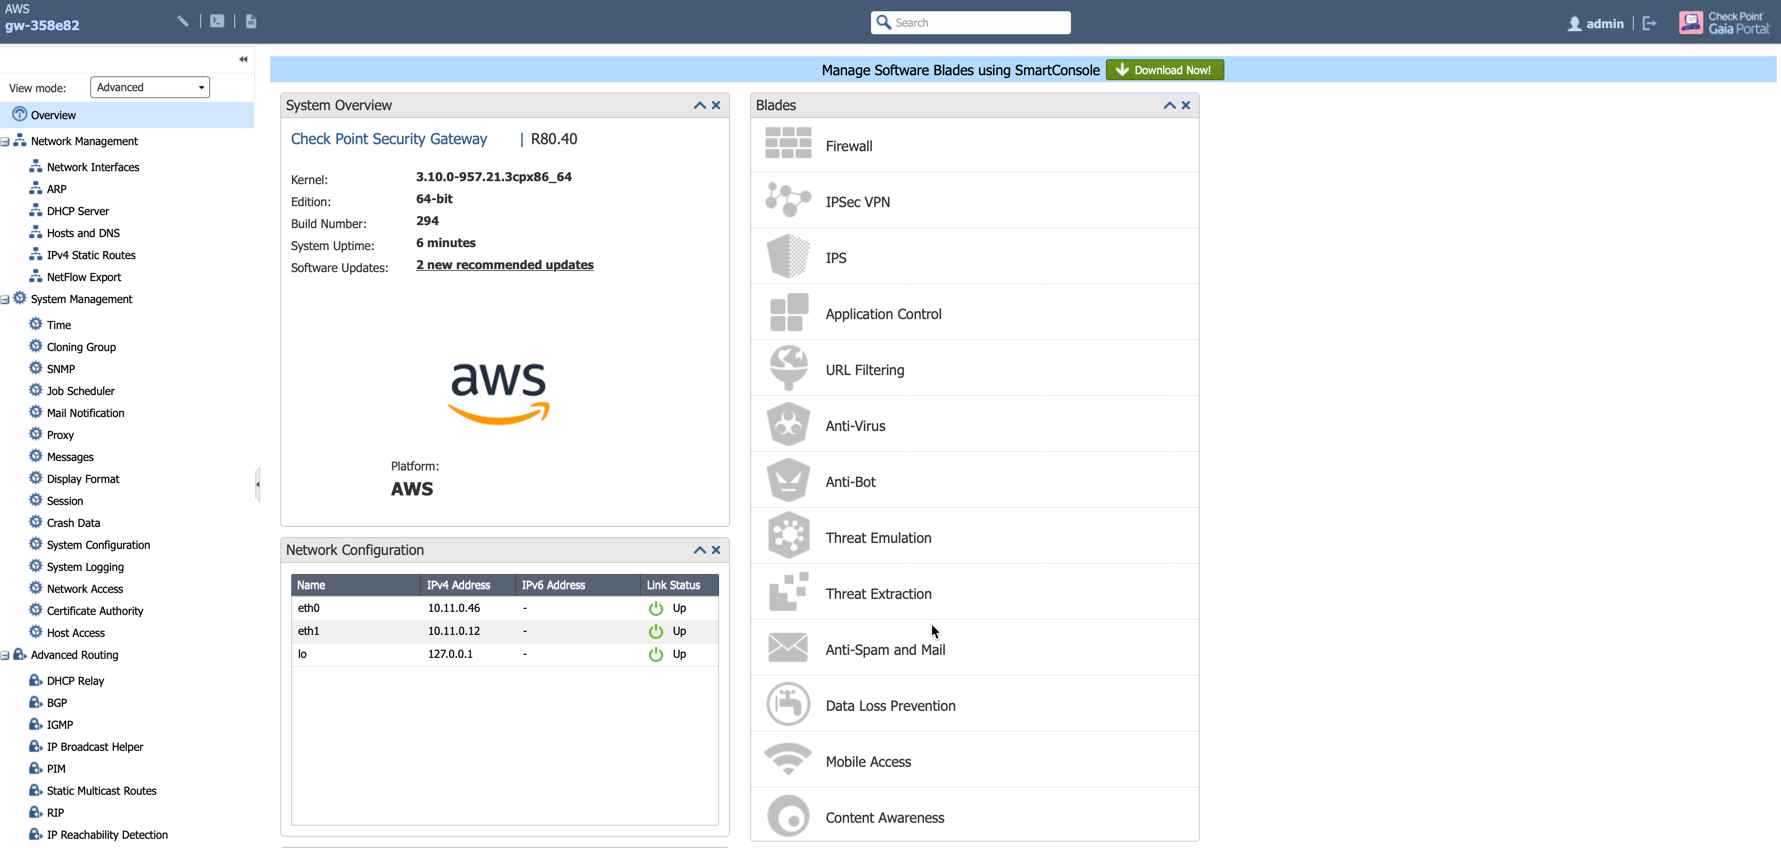 AWS
gw-358e82
Search
admin
Check Point
Gaia Portal
View mode:
Advanced
Overview
Network Management
Network Interfaces
ARP
DHCP Server
Hosts and DNS
IPv4 Static Routes
NetFlow Export
System Management
Time
Cloning Group
SNMP
Job Scheduler
Mail Notification
Proxy
Messages
Display Format
Session
Crash Data
System Configuration
System Logging
Network Access
Certificate Authority
Host Access
Advanced Routing
DHCP Relay
BGP
IGMP
IP Broadcast Helper
PIM
Static Multicast Routes
RIP
IP Reachability Detection
Manage Software Blades using SmartConsole
Download Now!
System Overview
Check Point Security Gateway | R80.40
Kernel: 3.10.0-957.21.3cpx86_64
Edition: 64-bit
Build Number: 294
System Uptime: 6 minutes
Software Updates: 2 new recommended updates
aws
Platform:
AWS
Network Configuration
Name IPv4 Address IPv6 Address Link Status
eth0 10.11.0.46 - Up
eth1 10.11.0.12 - Up
lo 127.0.0.1 - Up
Blades
Firewall
IPSec VPN
IPS
Application Control
URL Filtering
Anti-Virus
Anti-Bot
Threat Emulation
Threat Extraction
Anti-Spam and Mail
Data Loss Prevention
Mobile Access
Content Awareness